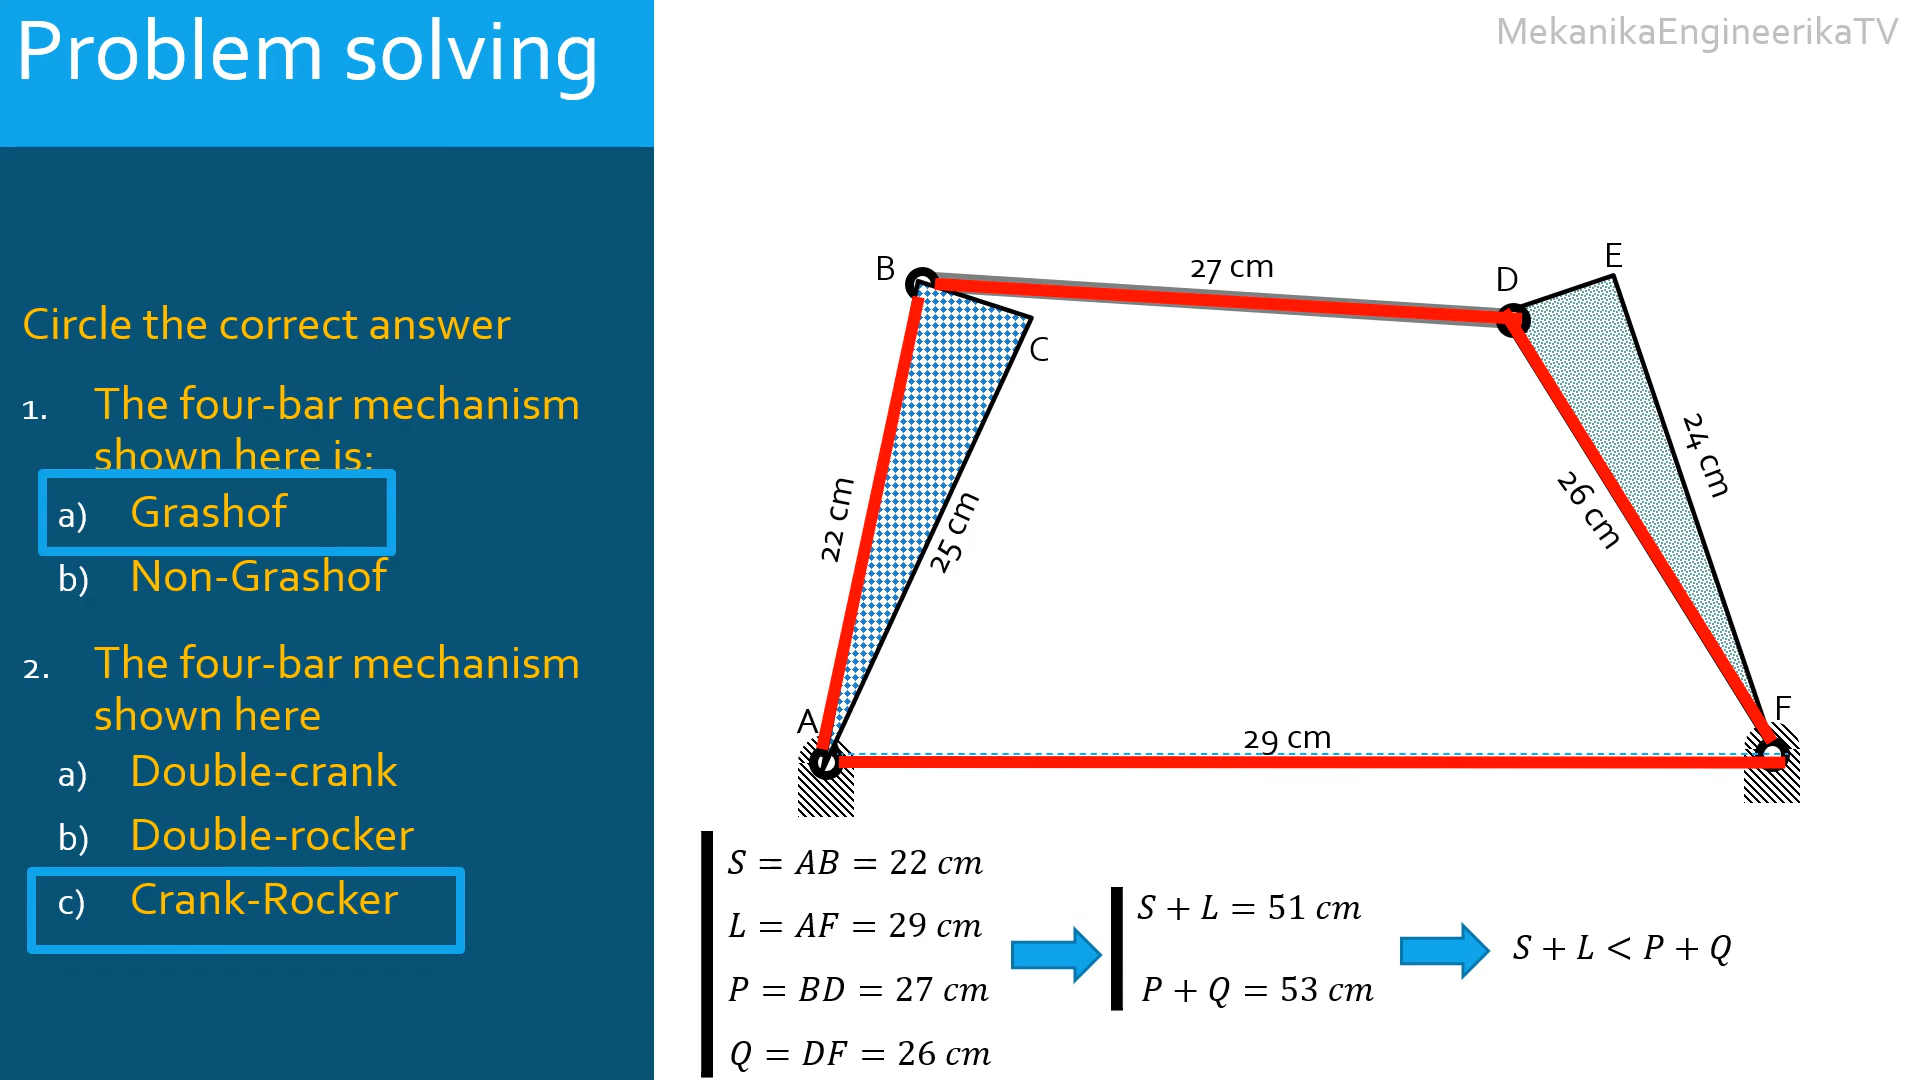 Problem solving
MekanikaEngineerikaTV
Circle the correct answer
1. The four-bar mechanism
shown here is:
a) Grashof
b) Non-Grashof
2. The four-bar mechanism
shown here
a) Double-crank
b) Double-rocker
c) Crank-Rocker
B
27 cm
D
E
C
22 cm
25 cm
26 cm
24 cm
A
29 cm
F
S = AB = 22 cm
L = AF = 29 cm
P = BD = 27 cm
Q = DF = 26 cm
S + L = 51 cm
P + Q = 53 cm
S + L < P + Q